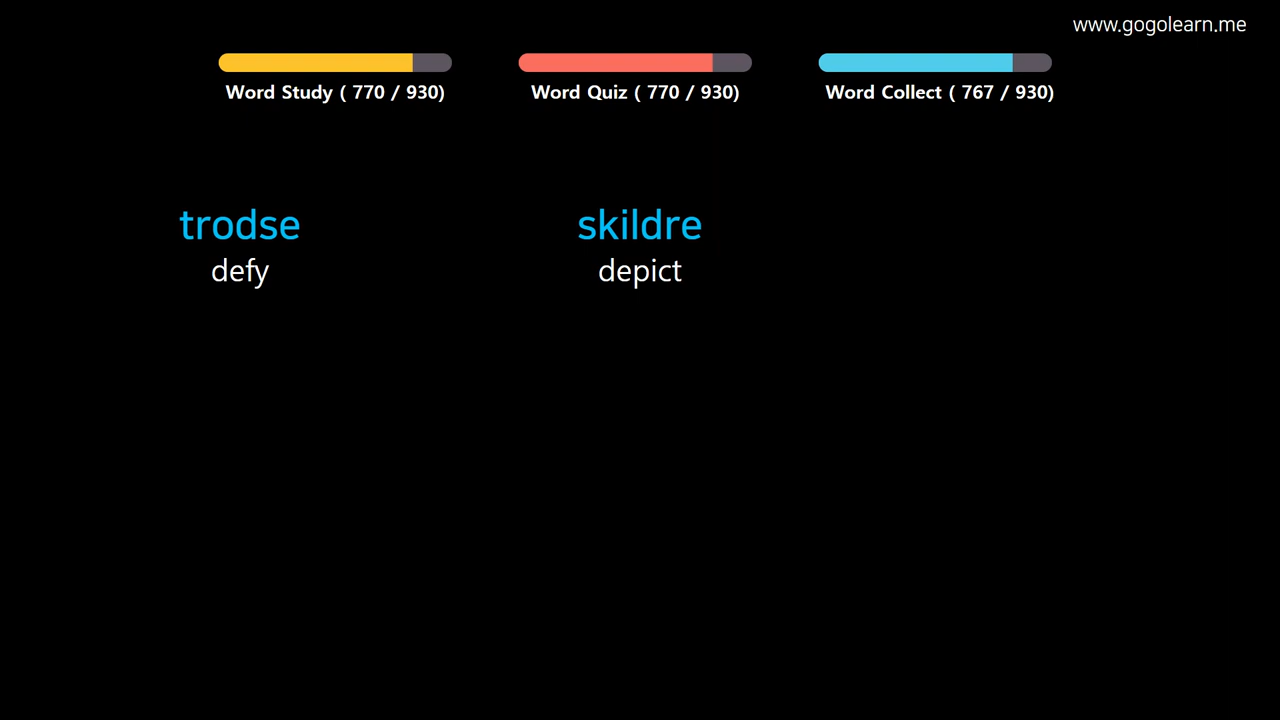 www.gogolearn.me
Word Study ( 770 / 930)
Word Quiz ( 770 / 930)
Word Collect ( 767 / 930)
trodse
defy
skildre
depict